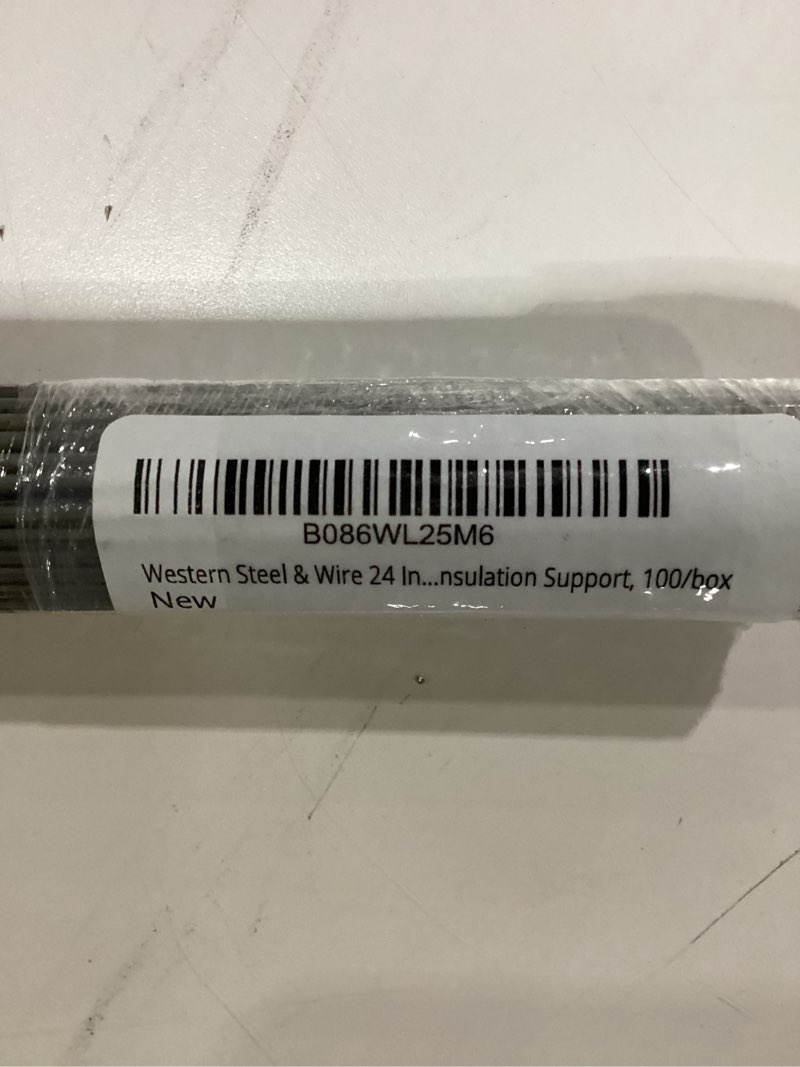 B086WL25M6
Western Steel & Wire 24 In...nsulation Support, 100/box
New